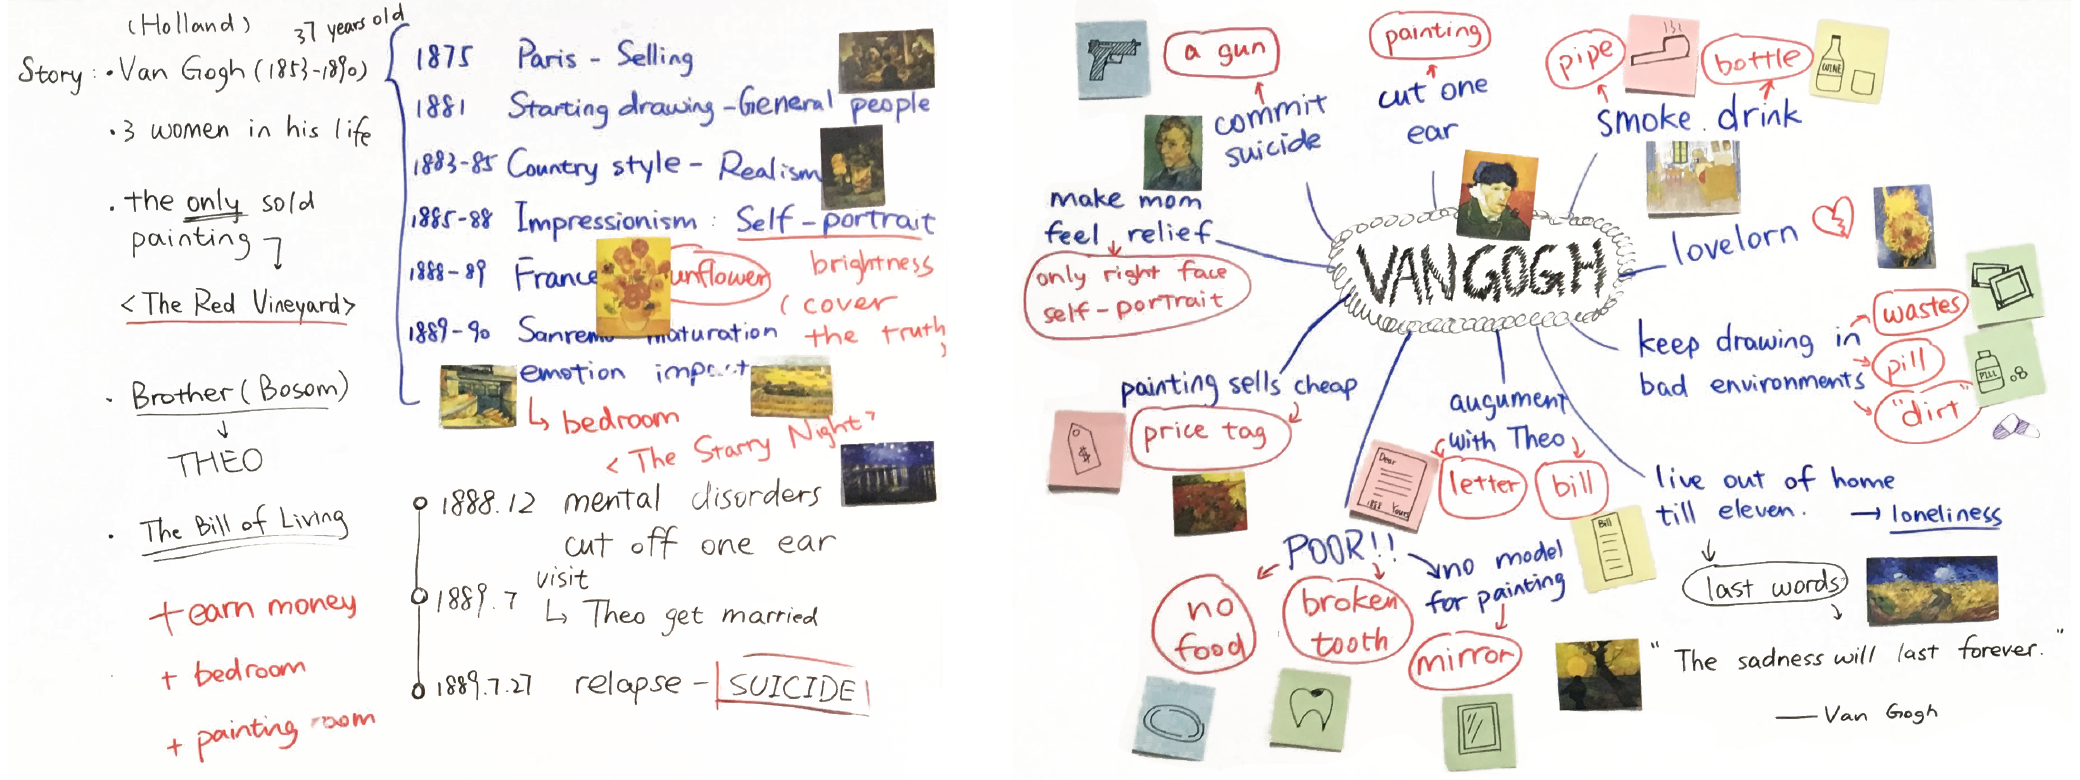 (Holland)
37 years old
Story: • Van Gogh (1853-1890)
• 3 women in his life
• the only sold
painting
<The Red Vineyard>
• Brother (Bosom)
↓
THEO
• The Bill of Living
+ earn money
+ bedroom
+ painting room
1875 Paris - Selling
1881 Starting drawing - General people
1883-85 Country style - Realism
1885-88 Impressionism: Self-portrait
1888-89 France unflower
brightness
(cover
the truth)
1889-90 Sanrem maturation
emotion impact
↳ bedroom
<The Starry Night>
1888.12 mental disorders
cut off one ear
1889.7 visit
↳ Theo get married
1889.7.27 relapse - SUICIDE
a gun
commit
suicide
painting
cut one
ear
pipe
bottle
WINE
smoke. drink
make mom
feel relief
only right face
self-portrait
VAN GOGH
lovelorn
keep drawing in
bad environments
wastes
pill
"dirt"
PILL
painting sells cheap
price tag
$
augument
with Theo
letter
bill
Dear
1888 Yours
Bill
live out of home
till eleven. → loneliness
last words
"The sadness will last forever."
— Van Gogh
POOR!!
no model
for painting
no
food
broken
tooth
mirror